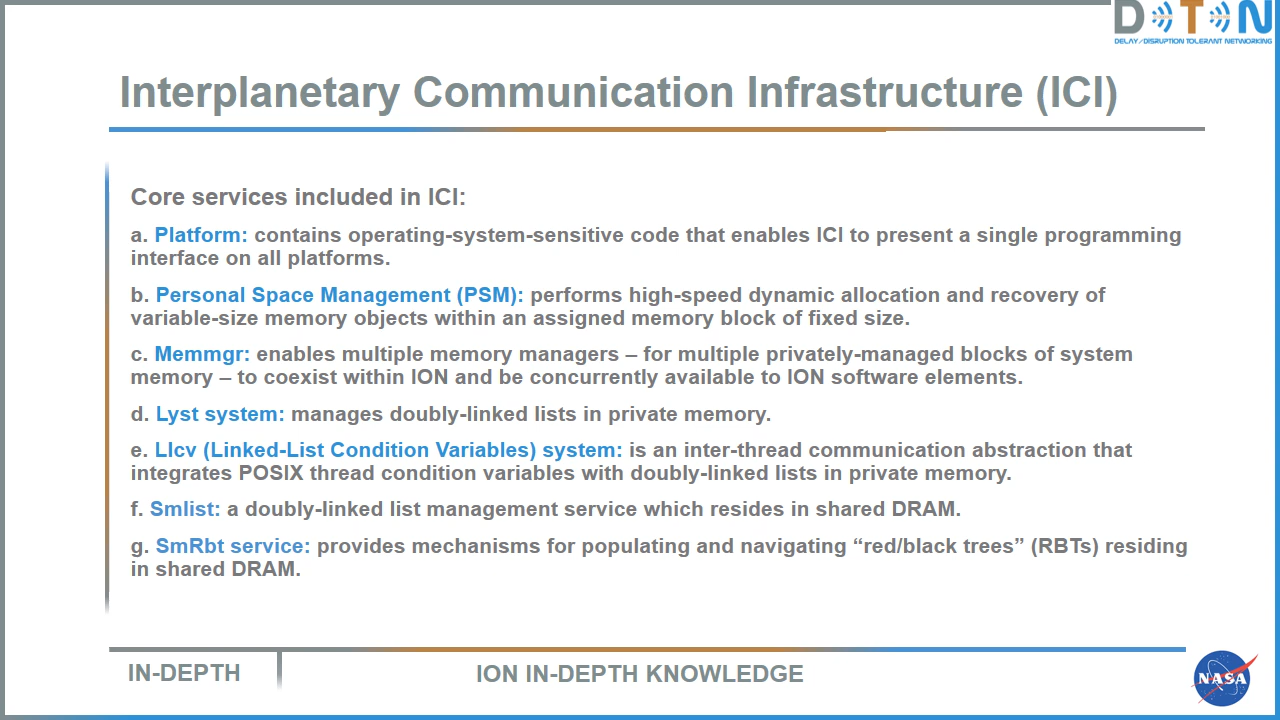 DTN
DELAY/DISRUPTION TOLERANT NETWORKING
Interplanetary Communication Infrastructure (ICI)
Core services included in ICI:
a. Platform: contains operating-system-sensitive code that enables ICI to present a single programming
interface on all platforms.
b. Personal Space Management (PSM): performs high-speed dynamic allocation and recovery of
variable-size memory objects within an assigned memory block of fixed size.
c. Memmgr: enables multiple memory managers – for multiple privately-managed blocks of system
memory – to coexist within ION and be concurrently available to ION software elements.
d. Lyst system: manages doubly-linked lists in private memory.
e. Llcv (Linked-List Condition Variables) system: is an inter-thread communication abstraction that
integrates POSIX thread condition variables with doubly-linked lists in private memory.
f. Smlist: a doubly-linked list management service which resides in shared DRAM.
g. SmRbt service: provides mechanisms for populating and navigating “red/black trees” (RBTs) residing
in shared DRAM.
IN-DEPTH
ION IN-DEPTH KNOWLEDGE
NASA